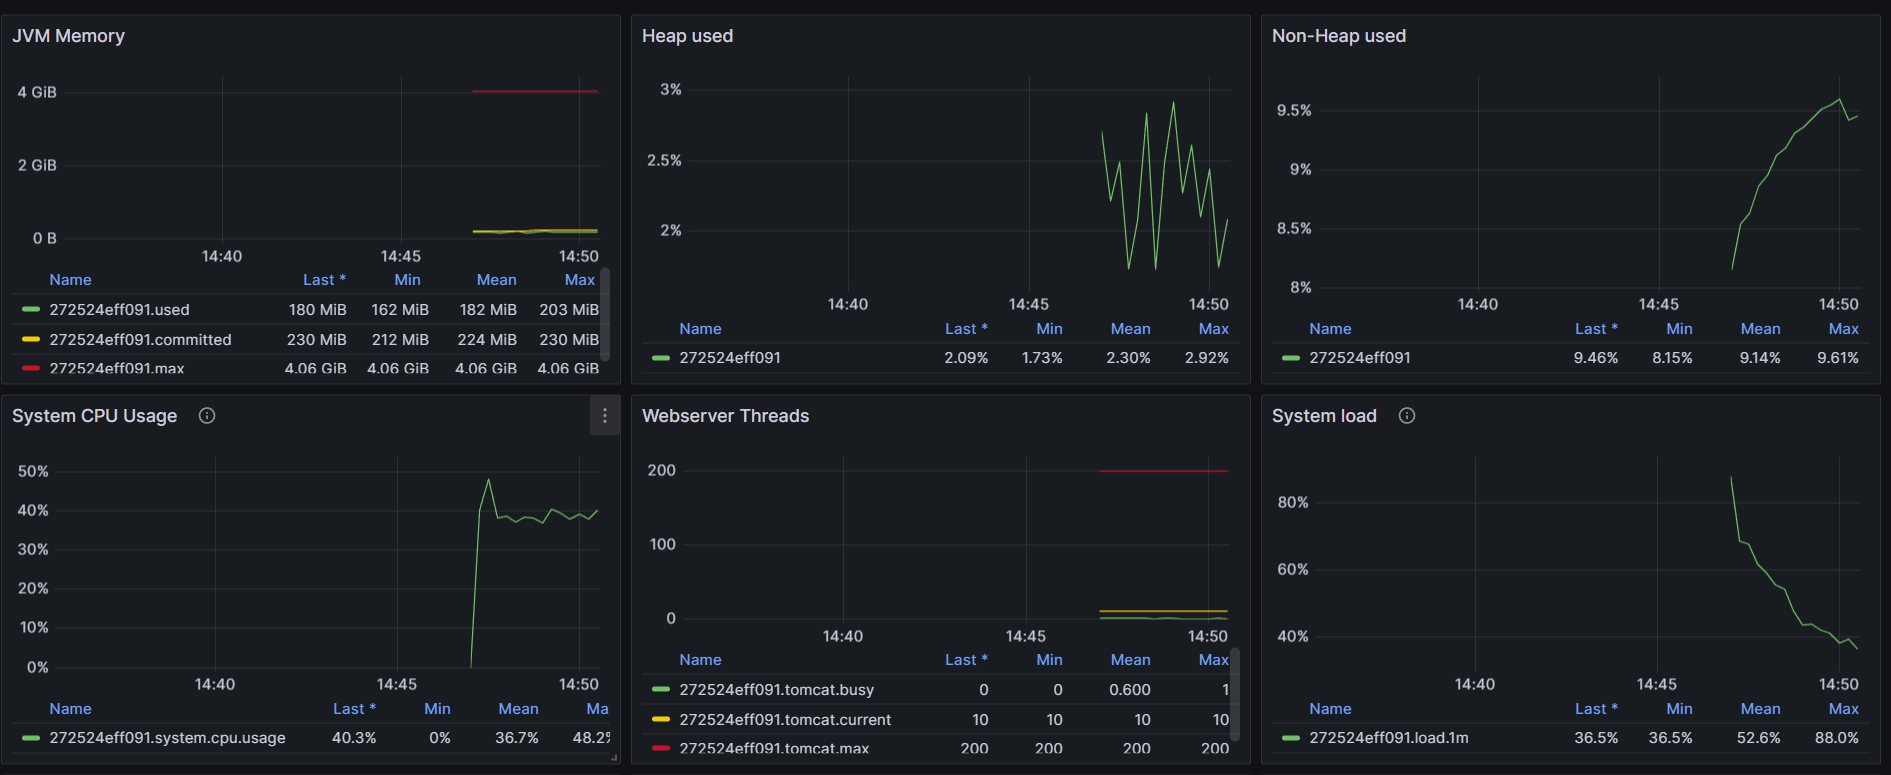 JVM Memory
4 GiB
2 GiB
0 B
14:40 14:45 14:50
Name Last * Min Mean Max
272524eff091.used 180 MiB 162 MiB 182 MiB 203 MiB
272524eff091.committed 230 MiB 212 MiB 224 MiB 230 MiB
272524eff091.max 4.06 GiB 4.06 GiB 4.06 GiB 4.06 GiB
Heap used
3%
2.5%
2%
14:40 14:45 14:50
Name Last * Min Mean Max
272524eff091 2.09% 1.73% 2.30% 2.92%
Non-Heap used
9.5%
9%
8.5%
8%
14:40 14:45 14:50
Name Last * Min Mean Max
272524eff091 9.46% 8.15% 9.14% 9.61%
System CPU Usage
50%
40%
30%
20%
10%
0%
14:40 14:45 14:50
Name Last * Min Mean Ma
272524eff091.system.cpu.usage 40.3% 0% 36.7% 48.2%
Webserver Threads
200
100
0
14:40 14:45 14:50
Name Last * Min Mean Max
272524eff091.tomcat.busy 0 0 0.600 1
272524eff091.tomcat.current 10 10 10 10
272524eff091.tomcat.max 200 200 200 200
System load
80%
60%
40%
14:40 14:45 14:50
Name Last * Min Mean Max
272524eff091.load.1m 36.5% 36.5% 52.6% 88.0%